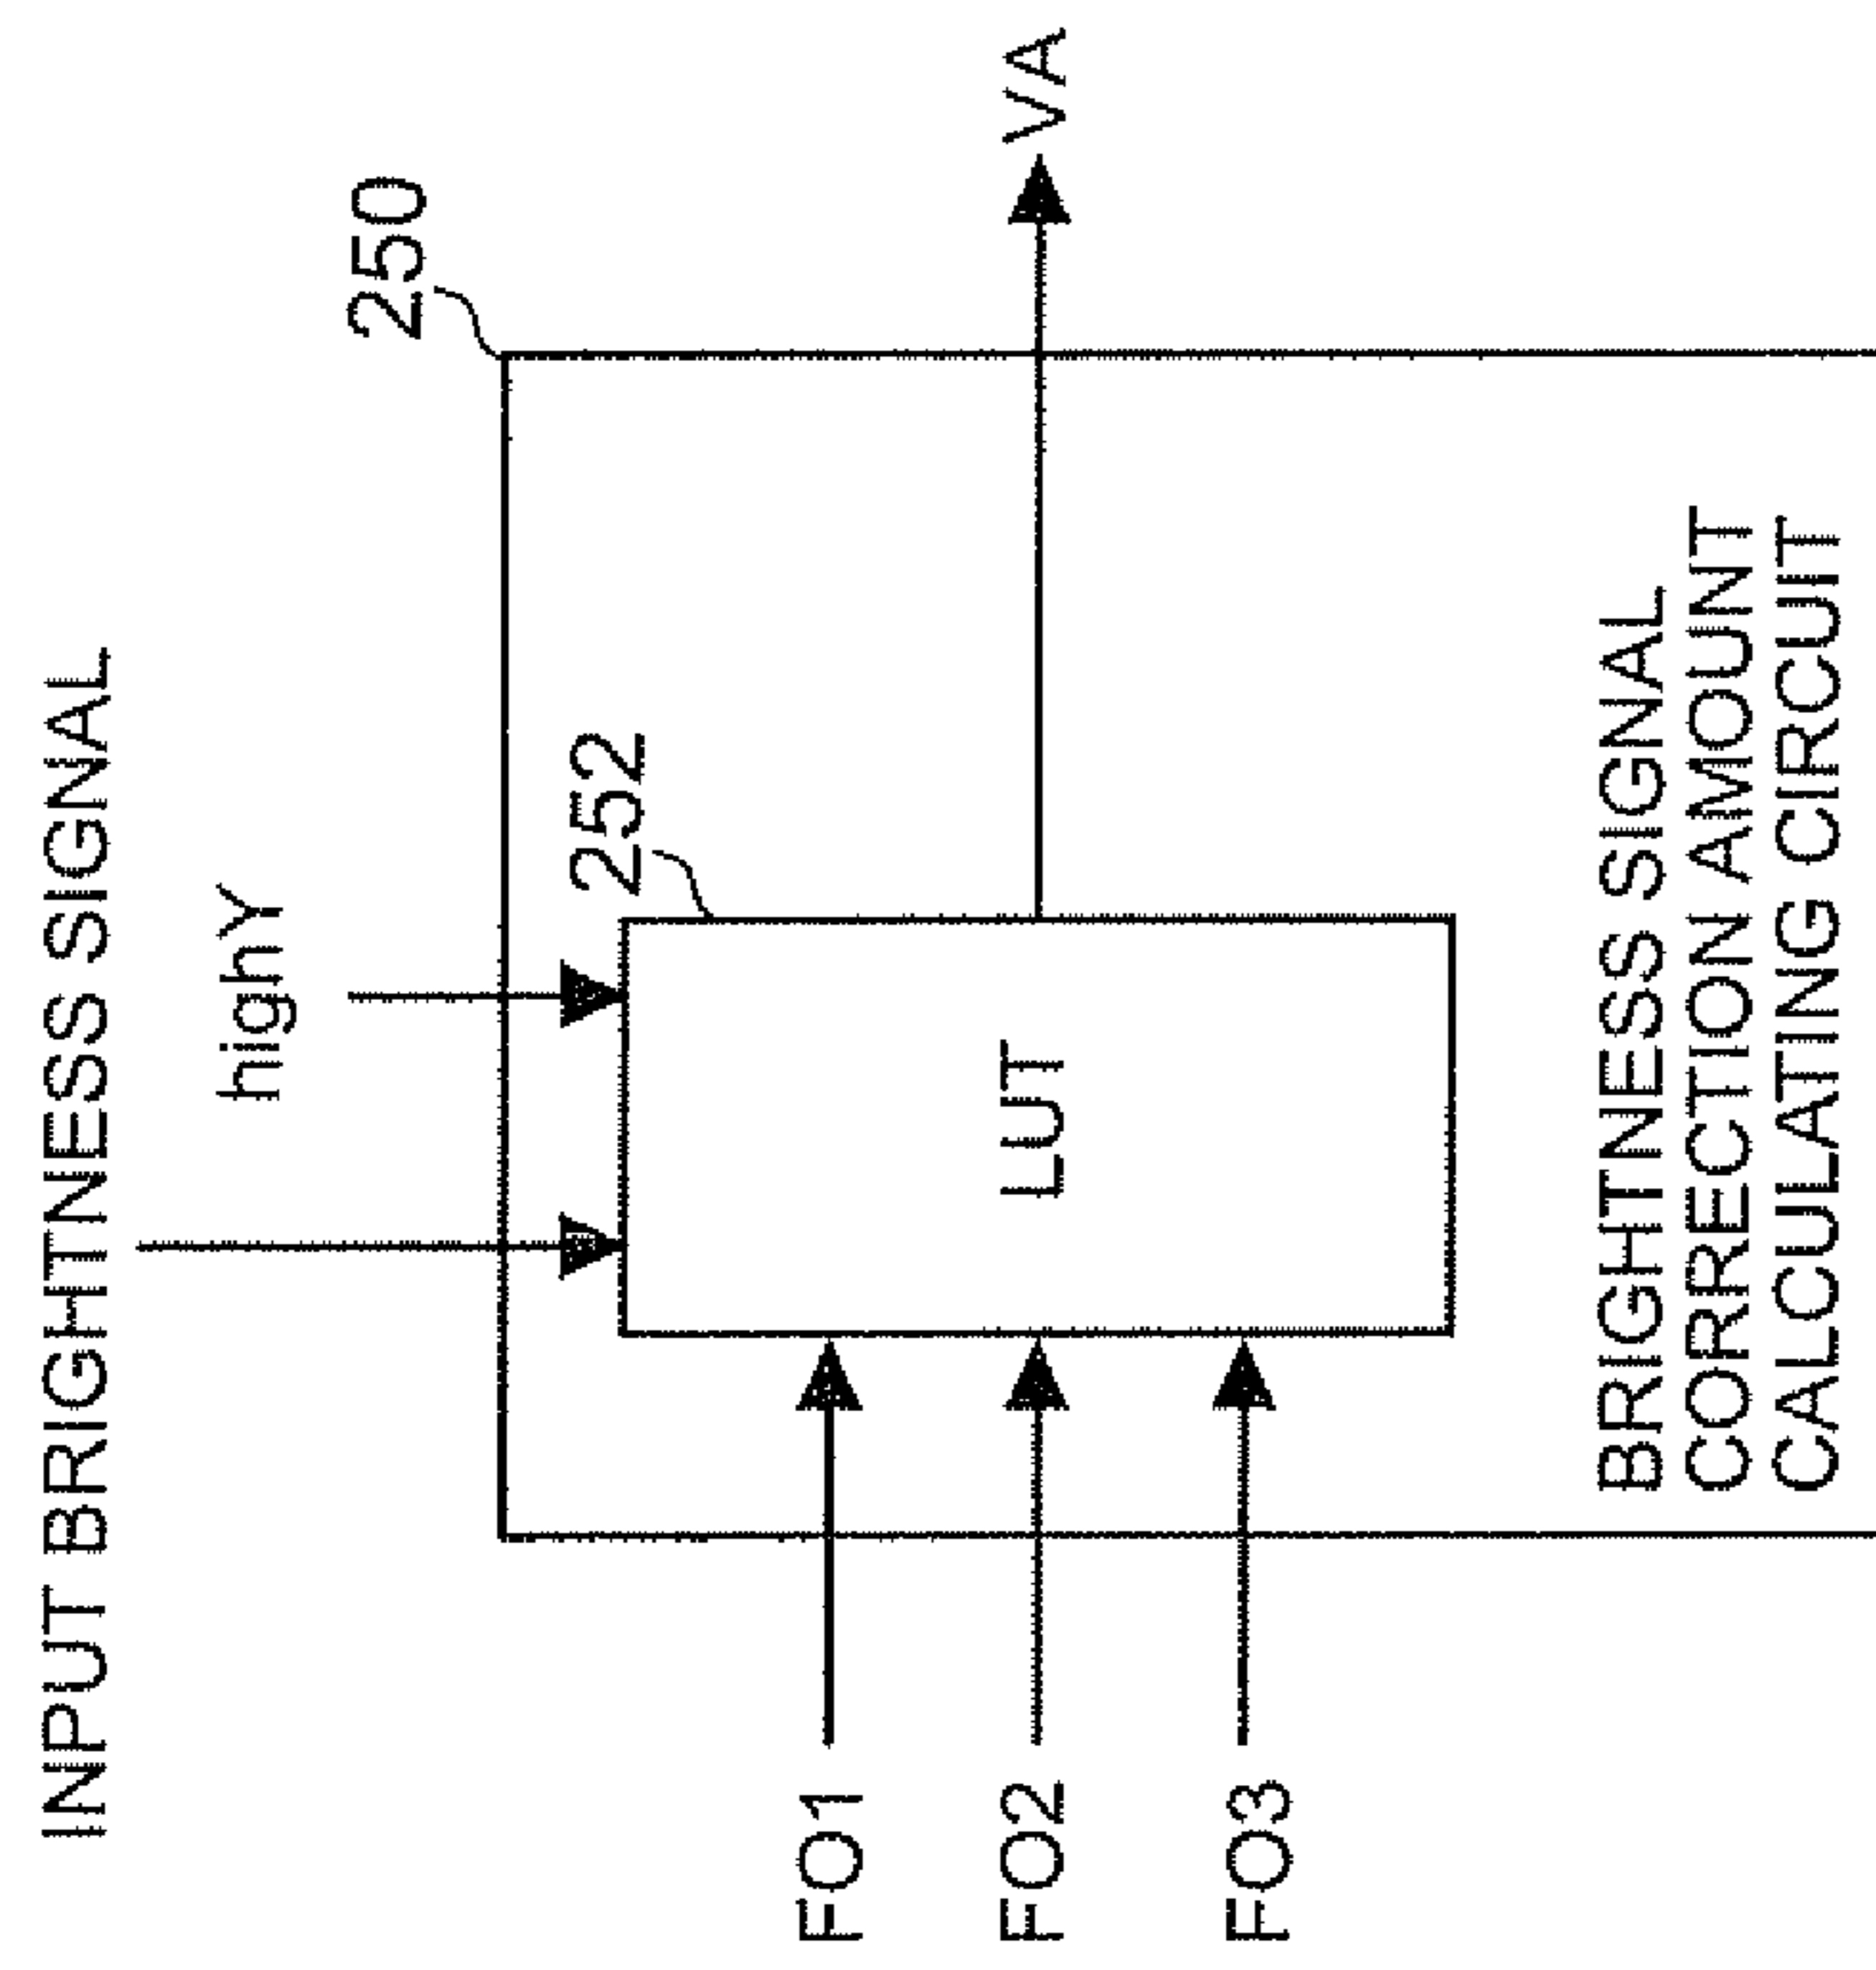 INPUT BRIGHTNESS SIGNAL
highY
250
252
FO1
FO2
FO3
LUT
VA
BRIGHTNESS SIGNAL
CORRECTION AMOUNT
CALCULATING CIRCUIT